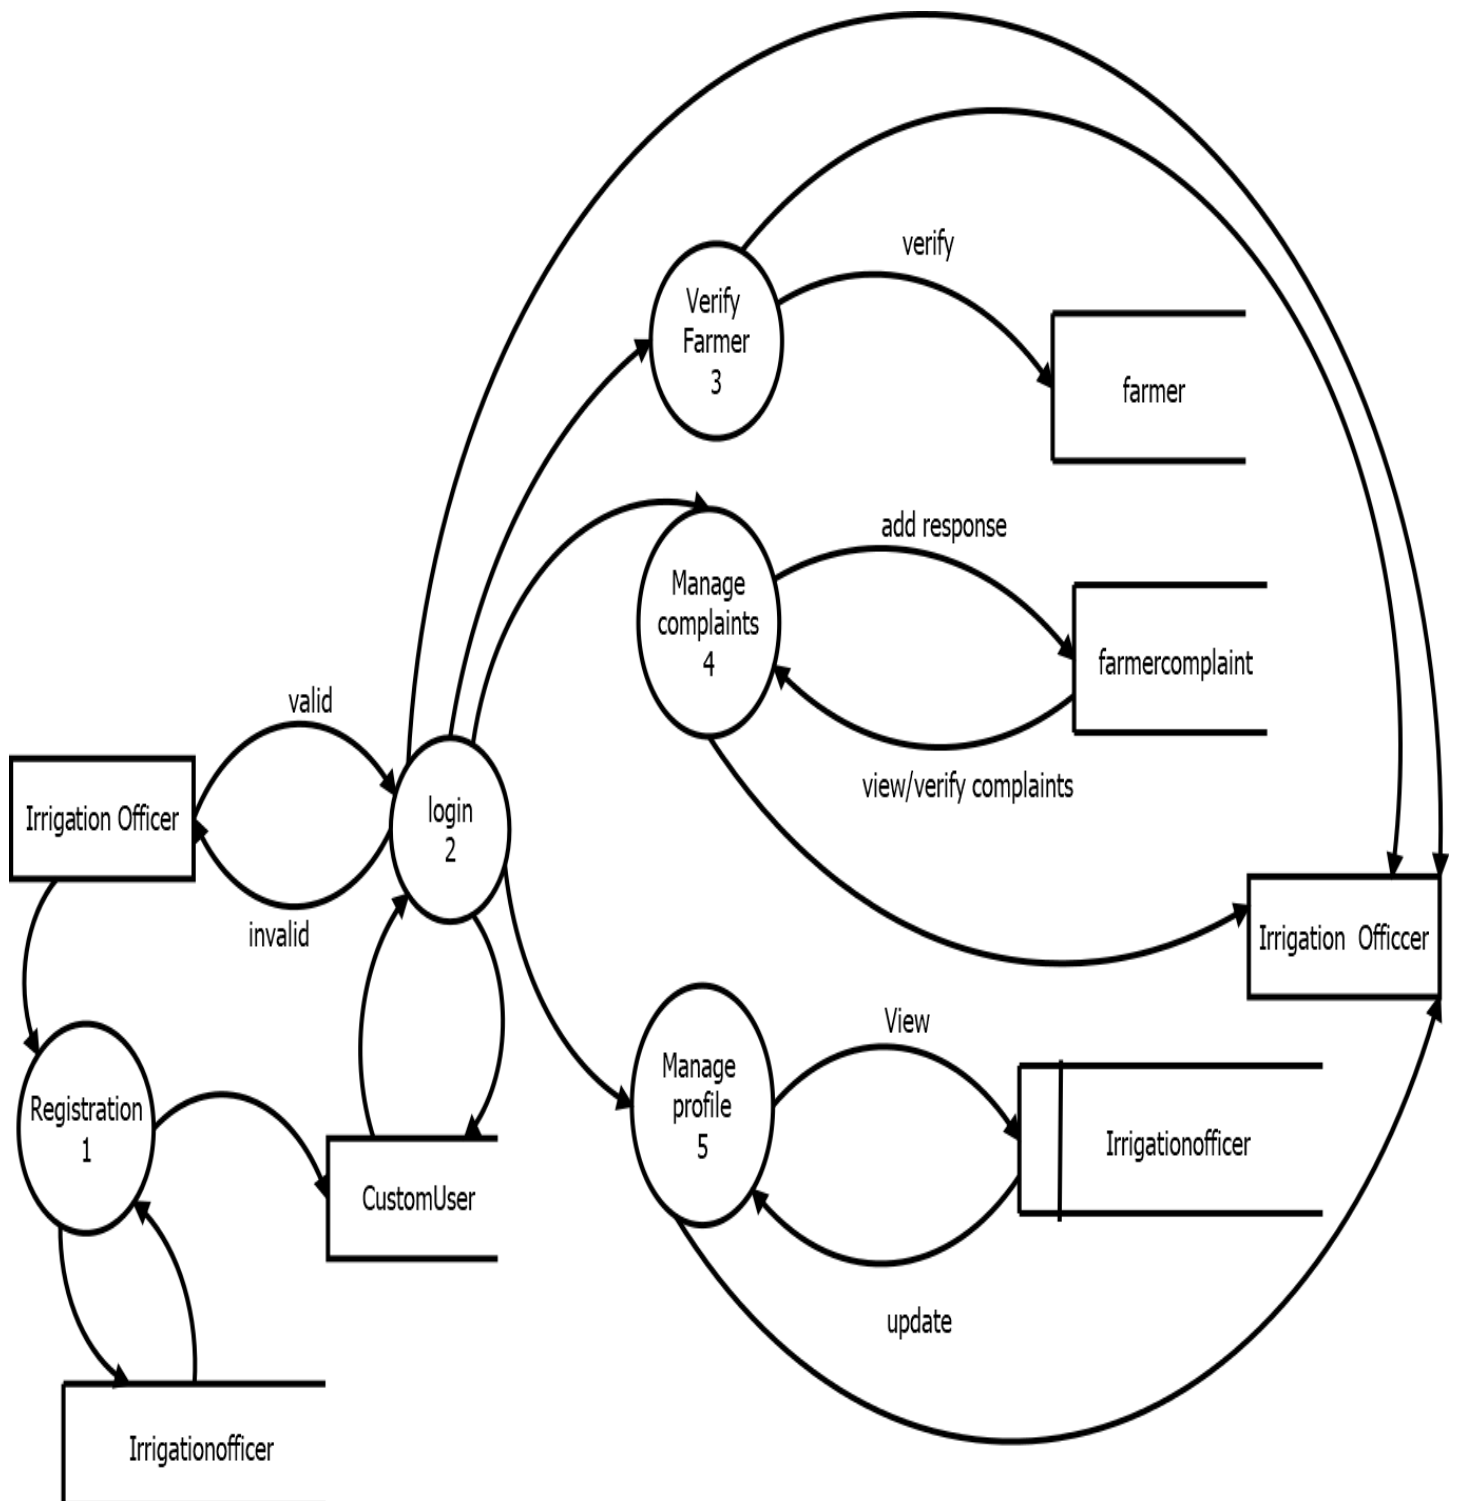 verify
Verify
Farmer
3
farmer
add response
Manage
complaints
4
farmercomplaint
view/verify complaints
valid
Irrigation Officer
login
2
invalid
Irrigation  Officcer
View
Manage
profile
5
Irrigationofficer
update
Registration
1
CustomUser
Irrigationofficer